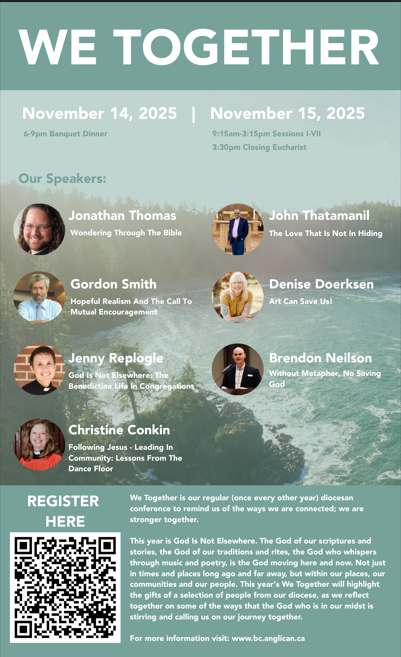 WE TOGETHER
November 14, 2025 | November 15, 2025
6-9pm Banquet Dinner
9:15am-3:15pm Sessions I-VII
3:30pm Closing Eucharist
Our Speakers:
Jonathan Thomas
Wondering Through The Bible
John Thatamanil
The Love That Is Not In Hiding
Gordon Smith
Hopeful Realism And The Call To
Mutual Encouragement
Denise Doerksen
Art Can Save Us!
Jenny Replogle
God Is Not Elsewhere: The
Benedictine Life in Congregations
Brendon Neilson
Without Metaphor, No Saving
God
Christine Conkin
Following Jesus - Leading In
Community: Lessons From The
Dance Floor
REGISTER
HERE
We Together is our regular (once every other year) diocesan
conference to remind us of the ways we are connected; we are
stronger together.
This year is God Is Not Elsewhere. The God of our scriptures and
stories, the God of our traditions and rites, the God who whispers
through music and poetry, is the God moving here and now. Not just
in times and places long ago and far away, but within our places, our
communities and our people. This year's We Together will highlight
the gifts of a selection of people from our diocese, as we reflect
together on some of the ways that the God who is in our midst is
stirring and calling us on our journey together.
For more information visit: www.bc.anglican.ca